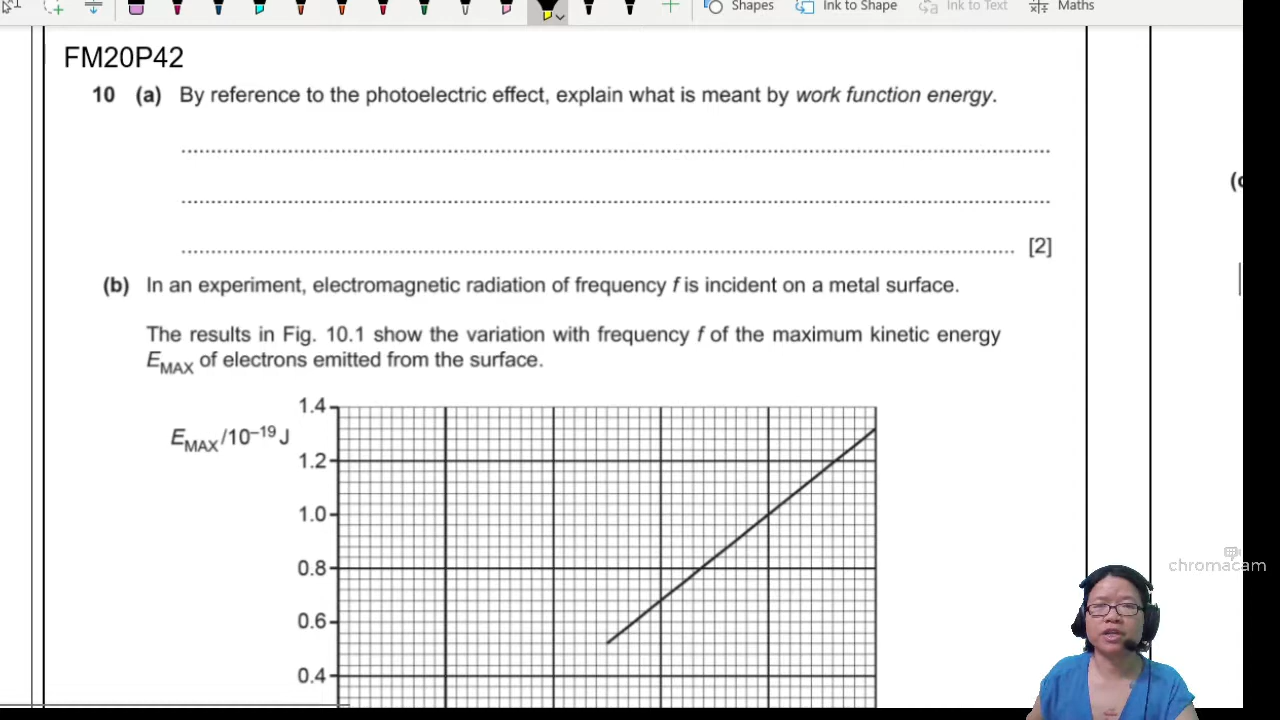 Shapes Ink to Shape Ink to Text Maths
FM20P42
10 (a) By reference to the photoelectric effect, explain what is meant by work function energy.
[2]
(b) In an experiment, electromagnetic radiation of frequency f is incident on a metal surface.
The results in Fig. 10.1 show the variation with frequency f of the maximum kinetic energy
EMAX of electrons emitted from the surface.
1.4
EMAX/10–19 J
1.2
1.0
0.8
0.6
0.4
chromacam